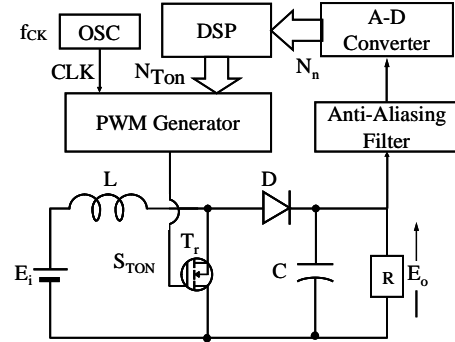 f_CK
OSC
DSP
A-D
Converter
CLK
N_Ton
N_n
PWM Generator
Anti-Aliasing
Filter
L
D
T_r
E_i
S_TON
C
R
E_o